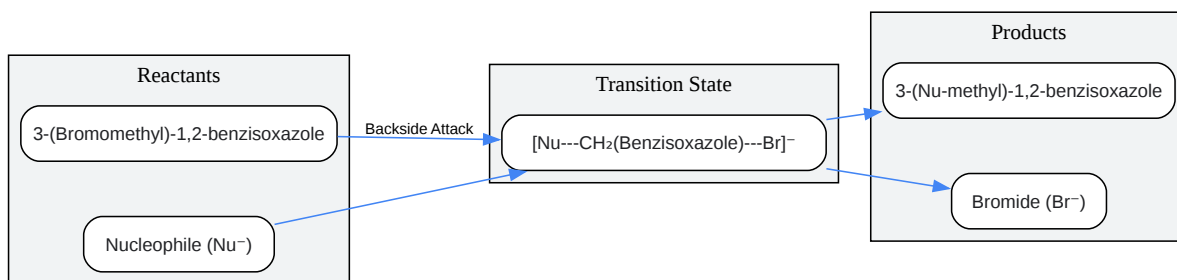 Reactants
3-(Bromomethyl)-1,2-benzisoxazole
Nucleophile (Nu⁻)
Backside Attack
Transition State
[Nu---CH₂(Benzisoxazole)---Br]⁻
Products
3-(Nu-methyl)-1,2-benzisoxazole
Bromide (Br⁻)